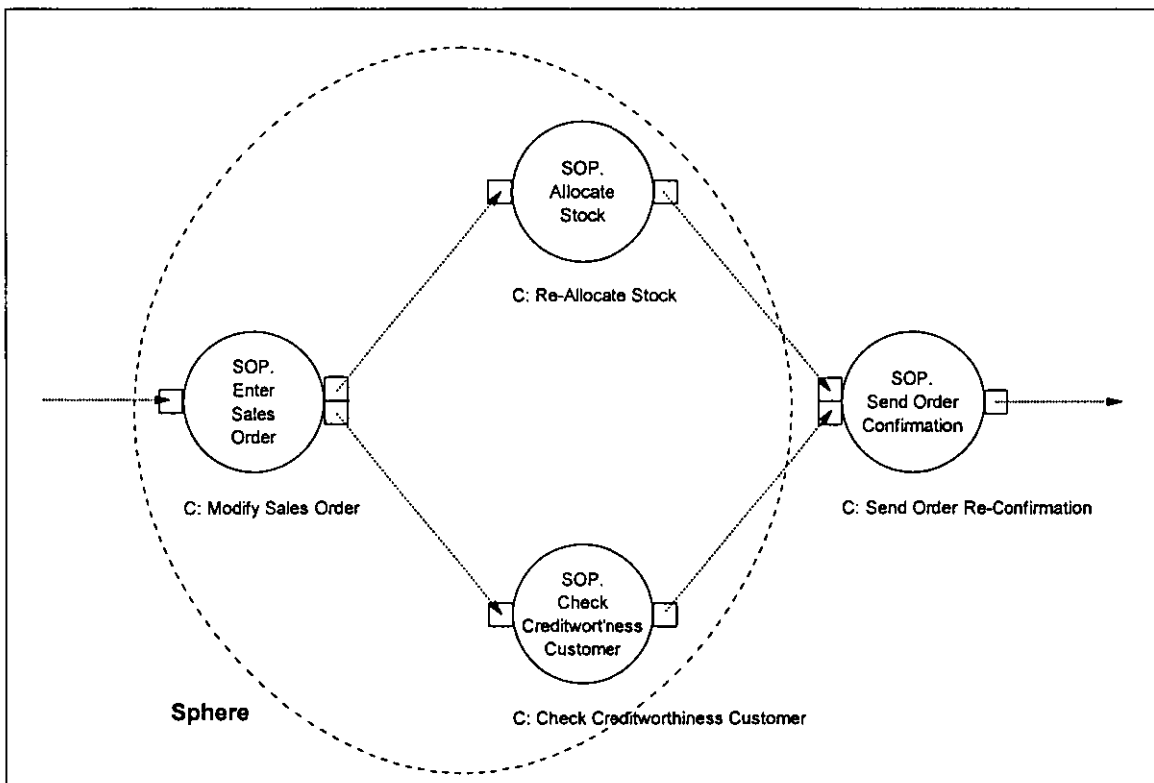 SOP.
Allocate
Stock
C: Re-Allocate Stock
SOP.
Enter
Sales
Order
C: Modify Sales Order
SOP.
Send Order
Confirmation
C: Send Order Re-Confirmation
SOP.
Check
Creditwort'ness
Customer
C: Check Creditworthiness Customer
Sphere